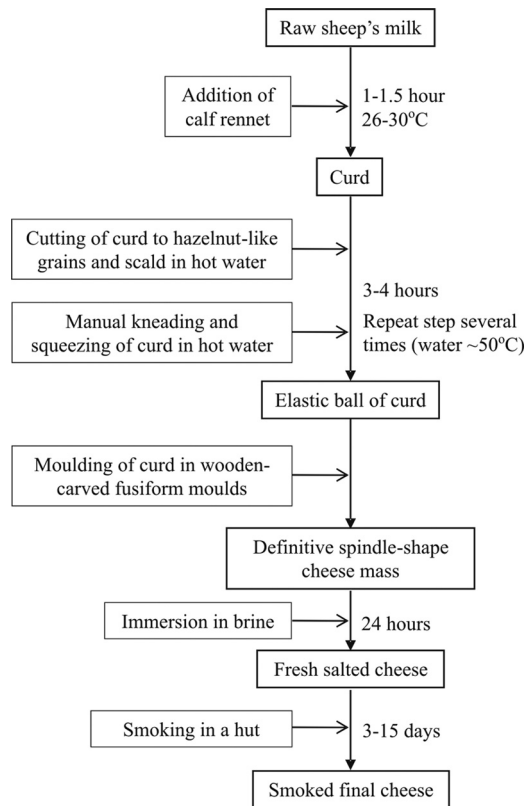 Raw sheep's milk
Addition of
calf rennet
1-1.5 hour
26-30°C
Curd
Cutting of curd to hazelnut-like
grains and scald in hot water
3-4 hours
Manual kneading and
squeezing of curd in hot water
Repeat step several
times (water ~50°C)
Elastic ball of curd
Moulding of curd in wooden-
carved fusiform moulds
Definitive spindle-shape
cheese mass
Immersion in brine
24 hours
Fresh salted cheese
Smoking in a hut
3-15 days
Smoked final cheese